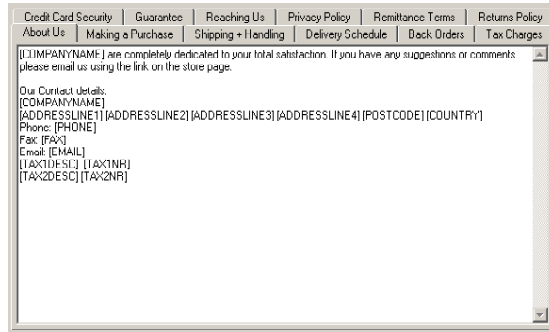 Credit Card Security Guarantee Reaching Us Privacy Policy Remittance Terms Returns Policy
About Us Making a Purchase Shipping + Handling Delivery Schedule Back Orders Tax Charges
[COMPANYNAME] are completely dedicated to your total satisfaction. If you have any suggestions or comments
please email us using the link on the store page.
Our Contact details:
[COMPANYNAME]
[ADDRESSLINE1] [ADDRESSLINE2] [ADDRESSLINE3] [ADDRESSLINE4] [POSTCODE] [COUNTRY]
Phone: [PHONE]
Fax: [FAX]
Email: [EMAIL]
[TAX1DESC] [TAX1NR]
[TAX2DESC] [TAX2NR]